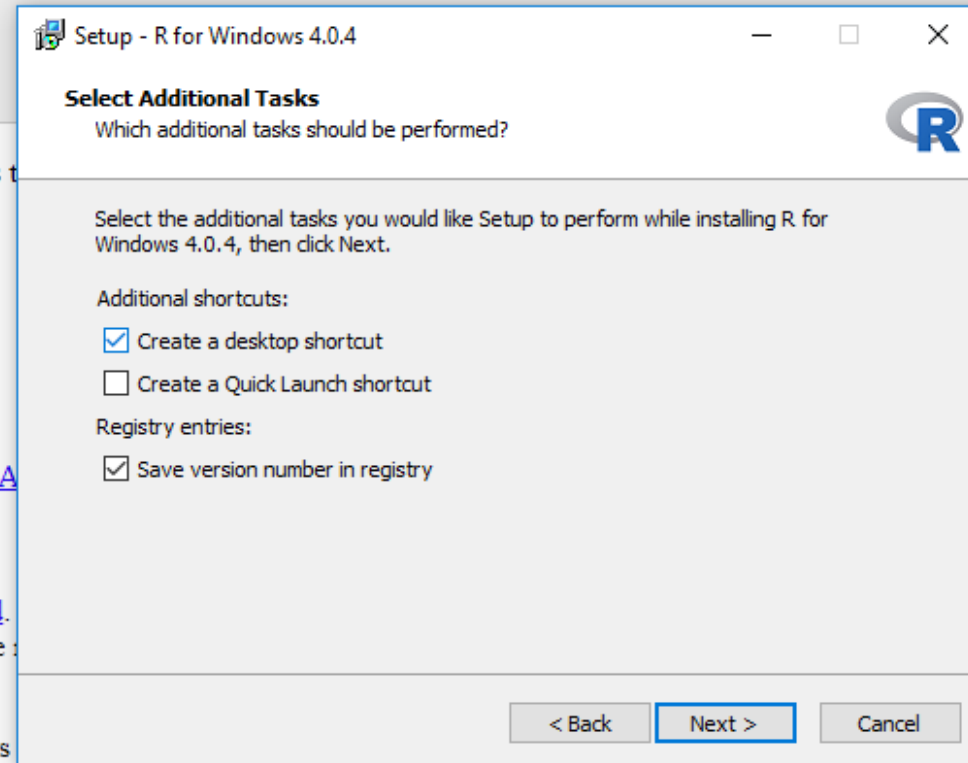 Setup - R for Windows 4.0.4
Select Additional Tasks
Which additional tasks should be performed?
R
Select the additional tasks you would like Setup to perform while installing R for
Windows 4.0.4, then click Next.
Additional shortcuts:
Create a desktop shortcut
Create a Quick Launch shortcut
Registry entries:
Save version number in registry
< Back
Next >
Cancel